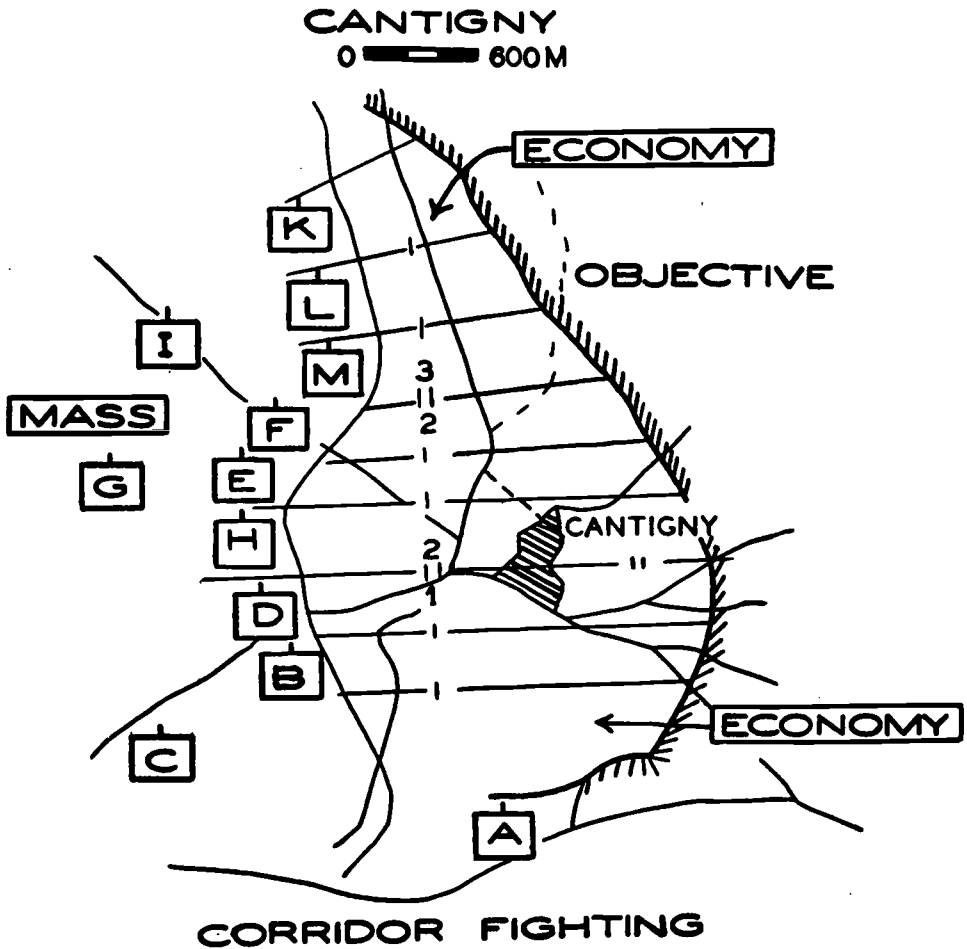 CANTIGNY
0 600 M
ECONOMY
K
OBJECTIVE
L
I
M
3
MASS
F
2
E
G
CANTIGNY
H
2
D
1
B
ECONOMY
C
A
CORRIDOR FIGHTING